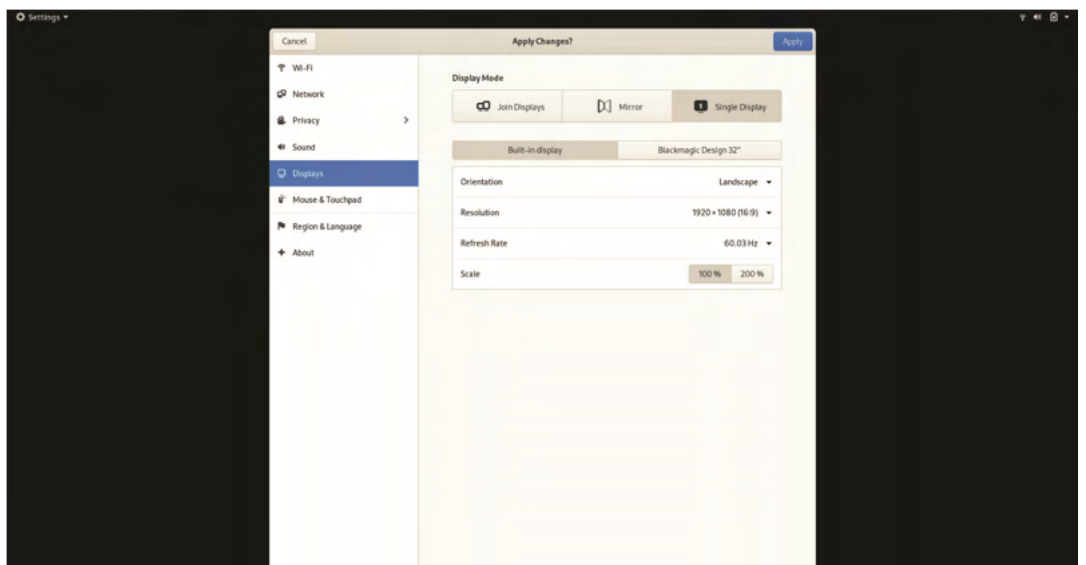 Settings
Cancel
Apply Changes?
Apply
Wi-Fi
Network
Privacy
Sound
Displays
Mouse & Touchpad
Region & Language
About
Display Mode
Join Displays
Mirror
1 Single Display
Built-in display
Blackmagic Design 32"
Orientation Landscape
Resolution 1920 × 1080 (16:9)
Refresh Rate 60.03 Hz
Scale 100 % 200 %